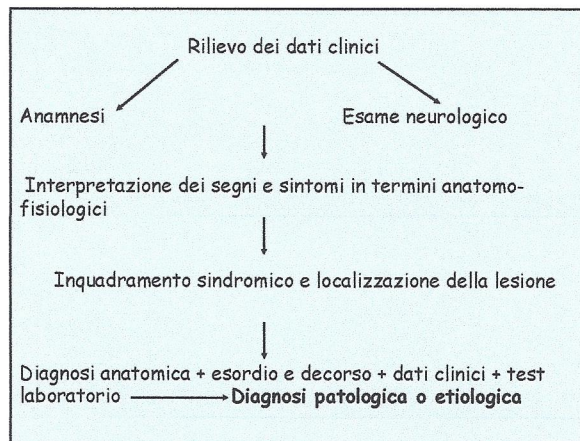 Rilievo dei dati clinici
Anamnesi
Esame neurologico
Interpretazione dei segni e sintomi in termini anatomo-
fisiologici
Inquadramento sindromico e localizzazione della lesione
Diagnosi anatomica + esordio e decorso + dati clinici + test
laboratorio Diagnosi patologica o etiologica